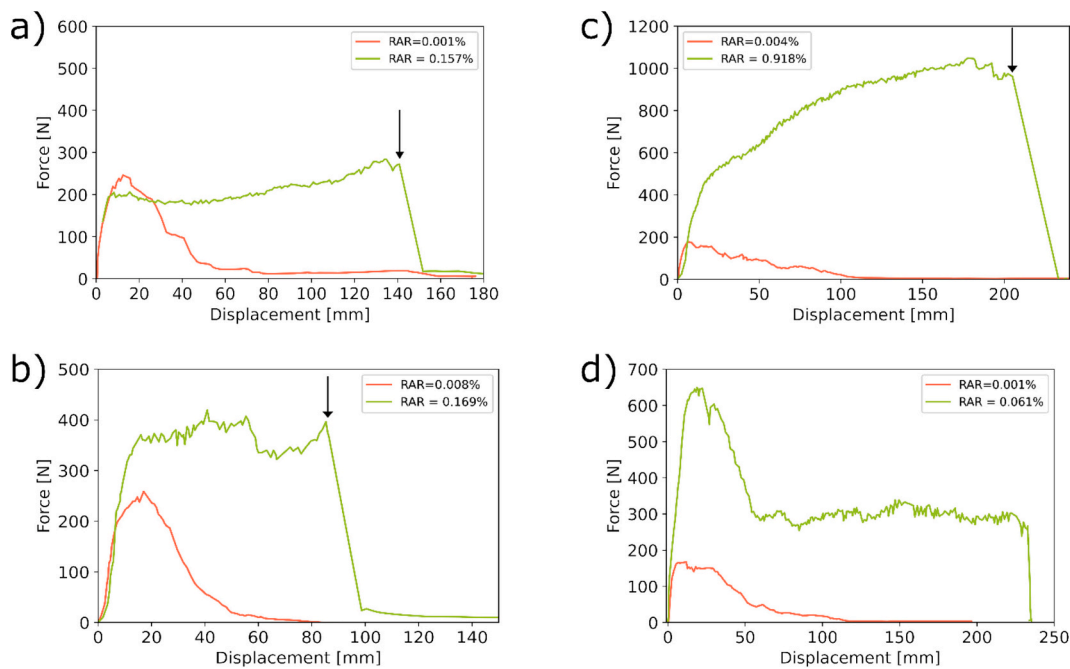 a)
600
500
400
300
200
100
0
Force [N]
RAR=0.001%
RAR = 0.157%
0 20 40 60 80 100 120 140 160 180
Displacement [mm]
c)
1200
1000
800
600
400
200
0
Force [N]
RAR=0.004%
RAR = 0.918%
0 50 100 150 200
Displacement [mm]
b)
500
400
300
200
100
0
Force [N]
RAR=0.008%
RAR = 0.169%
0 20 40 60 80 100 120 140
Displacement [mm]
d)
700
600
500
400
300
200
100
0
Force [N]
RAR=0.001%
RAR = 0.061%
0 50 100 150 200 250
Displacement [mm]